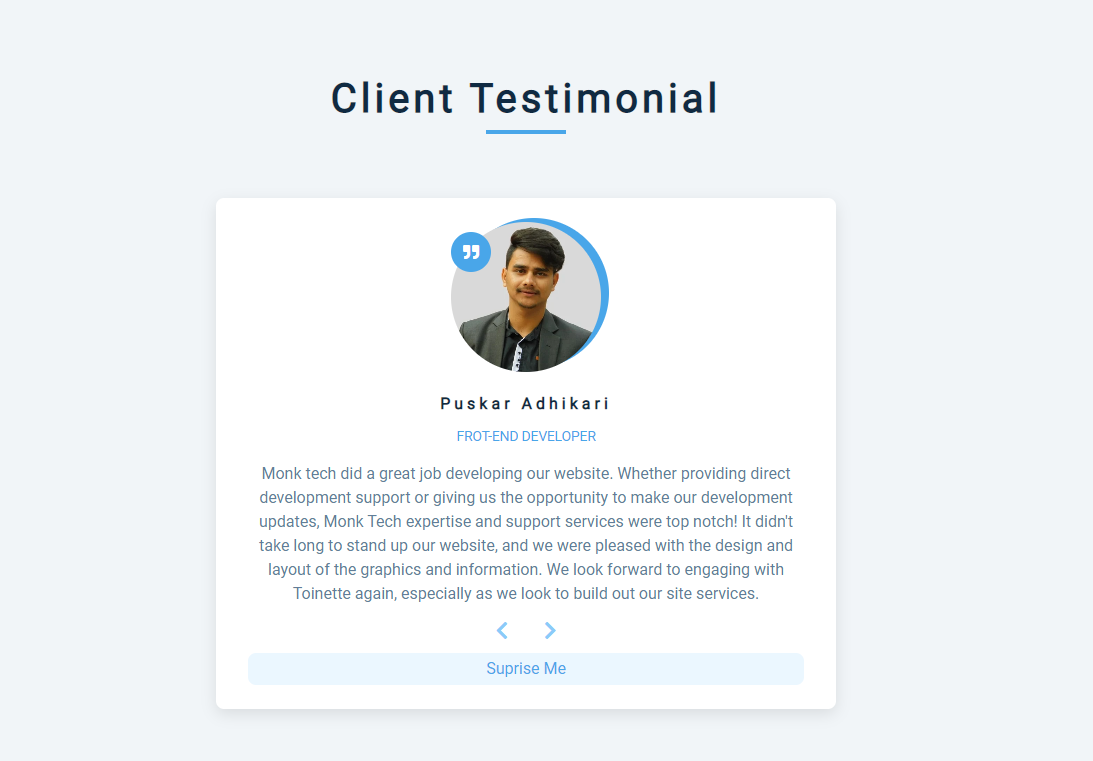 Client Testimonial
Puskar Adhikari
FROT-END DEVELOPER
Monk tech did a great job developing our website. Whether providing direct
development support or giving us the opportunity to make our development
updates, Monk Tech expertise and support services were top notch! It didn't
take long to stand up our website, and we were pleased with the design and
layout of the graphics and information. We look forward to engaging with
Toinette again, especially as we look to build out our site services.
Suprise Me